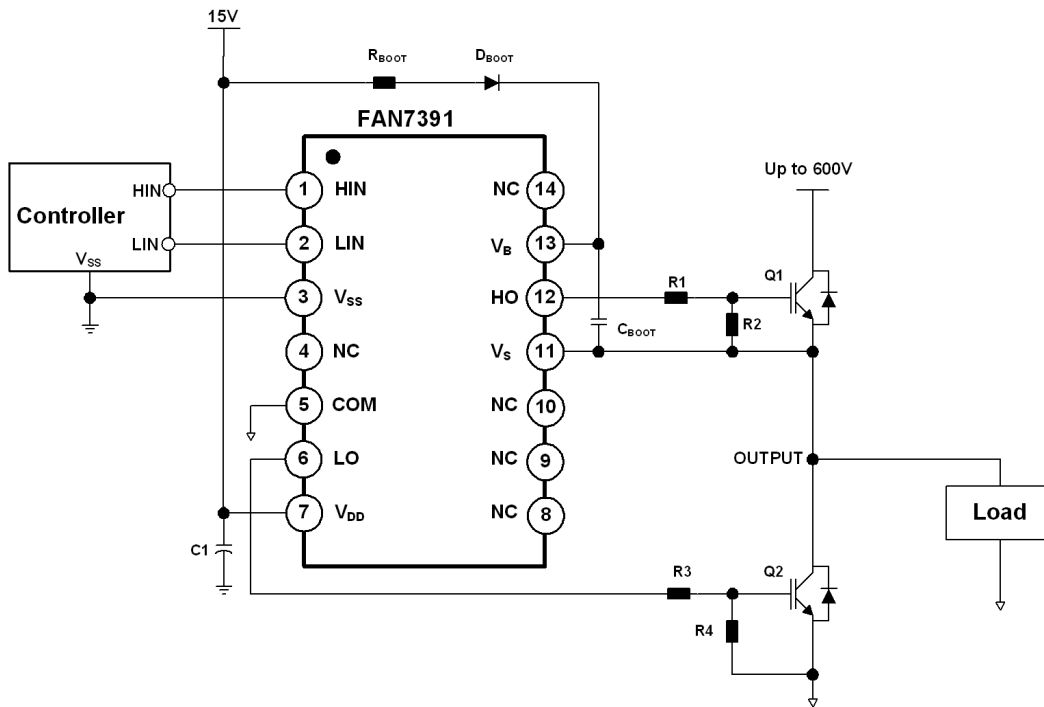 15V
RBOOT
DBOOT
FAN7391
Up to 600V
Controller
HIN
LIN
VSS
1
HIN
2
LIN
3
VSS
4
NC
5
COM
6
LO
7
VDD
NC
14
VB
13
HO
12
VS
11
NC
10
NC
9
NC
8
C1
CBOOT
R1
R2
Q1
OUTPUT
Load
R3
R4
Q2